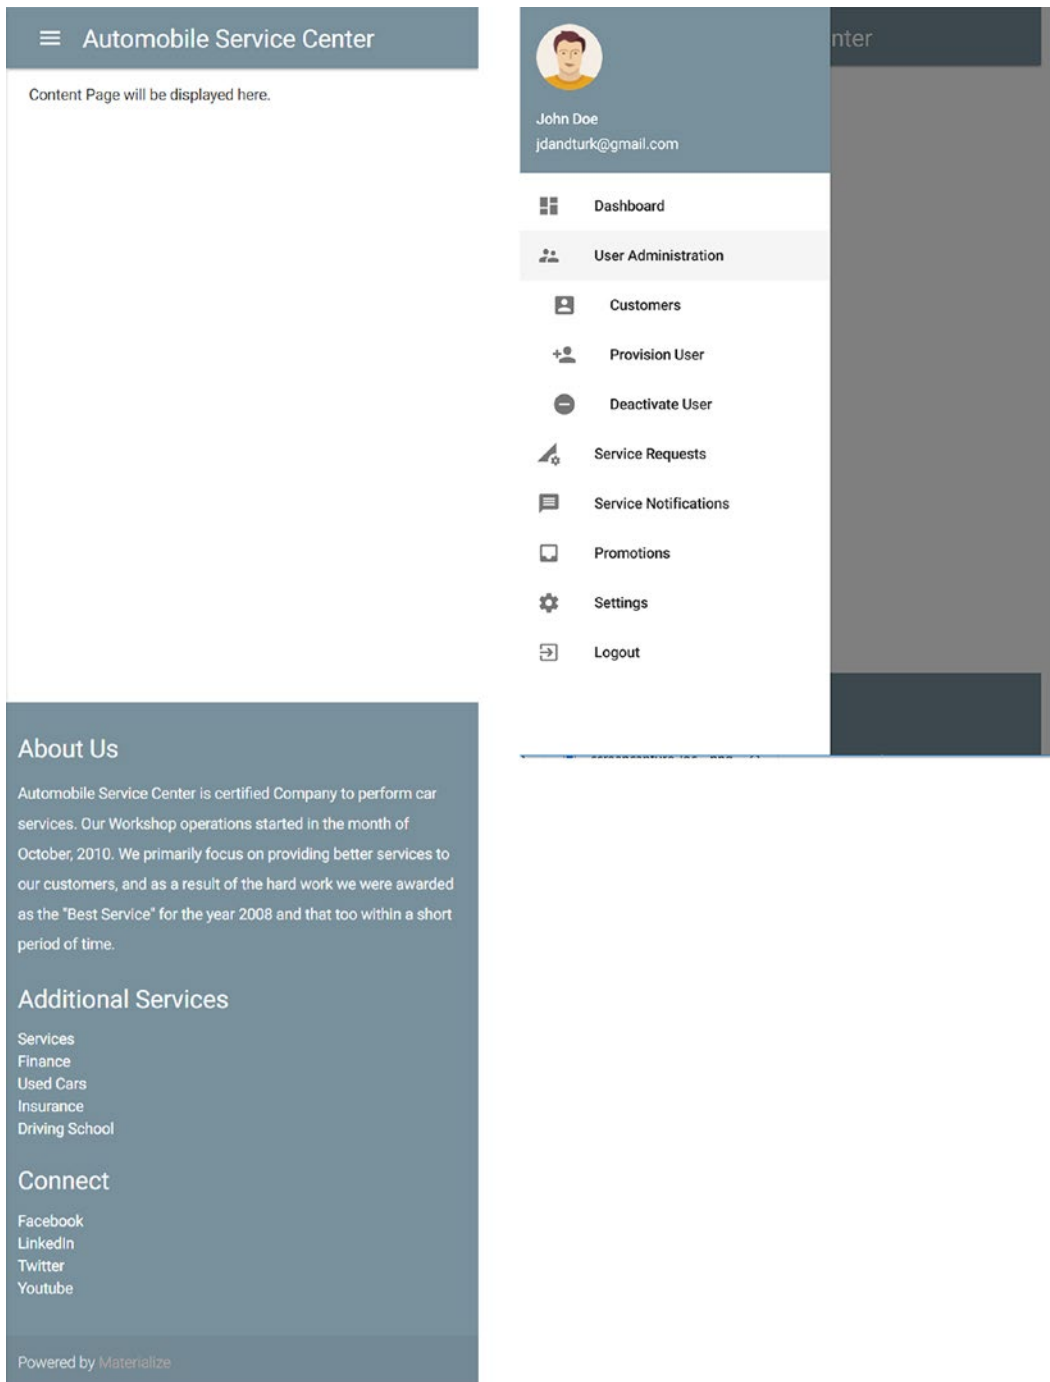 Automobile Service Center
Content Page will be displayed here.
About Us
Automobile Service Center is certified Company to perform car
services. Our Workshop operations started in the month of
October, 2010. We primarily focus on providing better services to
our customers, and as a result of the hard work we were awarded
as the "Best Service" for the year 2008 and that too within a short
period of time.
Additional Services
Services
Finance
Used Cars
Insurance
Driving School
Connect
Facebook
LinkedIn
Twitter
Youtube
Powered by Materialize
nter
John Doe
jdandturk@gmail.com
Dashboard
User Administration
Customers
Provision User
Deactivate User
Service Requests
Service Notifications
Promotions
Settings
Logout